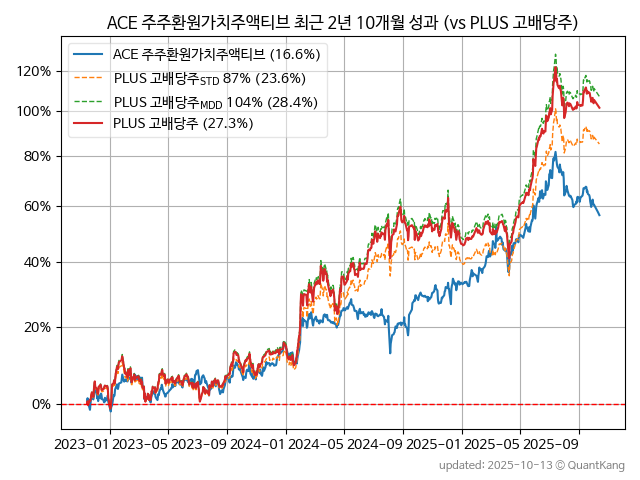 ACE 주주환원가치주액티브 최근 2년 10개월 성과 (vs PLUS 고배당주)
ACE 주주환원가치주액티브 (16.6%)
PLUS 고배당주STD 87% (23.6%)
PLUS 고배당주MDD 104% (28.4%)
PLUS 고배당주 (27.3%)
120%
100%
80%
60%
40%
20%
0%
2023-01 2023-05 2023-09 2024-01 2024-05 2024-09 2025-01 2025-05 2025-09
updated: 2025-10-13 © QuantKang